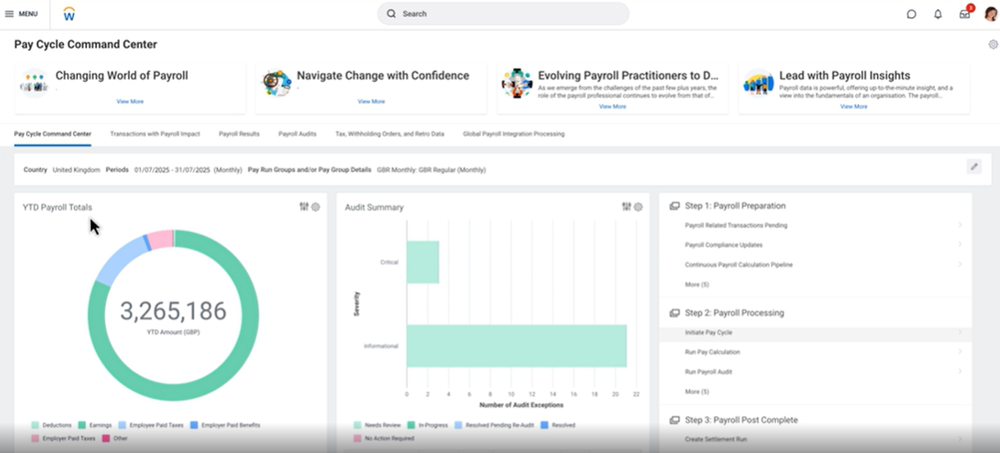 MENU
Search
3
Pay Cycle Command Center
Changing World of Payroll
View More
Navigate Change with Confidence
View More
Evolving Payroll Practitioners to D...
As we emerge from the challenges of the past few plus years, the
role of the payroll professional continues to evolve from that of...
View More
Lead with Payroll Insights
Payroll data is powerful, offering up-to-the-minute insight, and a
view into the fundamentals of an organisation. The payroll...
View More
Pay Cycle Command Center
Transactions with Payroll Impact
Payroll Results
Payroll Audits
Tax, Withholding Orders, and Retro Data
Global Payroll Integration Processing
Country United Kingdom Periods 01/07/2025 - 31/07/2025 (Monthly) Pay Run Groups and/or Pay Group Details GBR Monthly: GBR Regular (Monthly)
YTD Payroll Totals
3,265,186
YTD Amount (GBP)
Deductions Earnings Employee Paid Taxes Employer Paid Benefits
Employer Paid Taxes Other
Audit Summary
Severity
Critical
Informational
0 2 4 6 8 10 12 14 16 18 20 22
Number of Audit Exceptions
Needs Review In-Progress Resolved Pending Re-Audit Resolved
No Action Required
Step 1: Payroll Preparation
Payroll Related Transactions Pending
Payroll Compliance Updates
Continuous Payroll Calculation Pipeline
More (5)
Step 2: Payroll Processing
Initiate Pay Cycle
Run Pay Calculation
Run Payroll Audit
More (5)
Step 3: Payroll Post Complete
Create Settlement Run